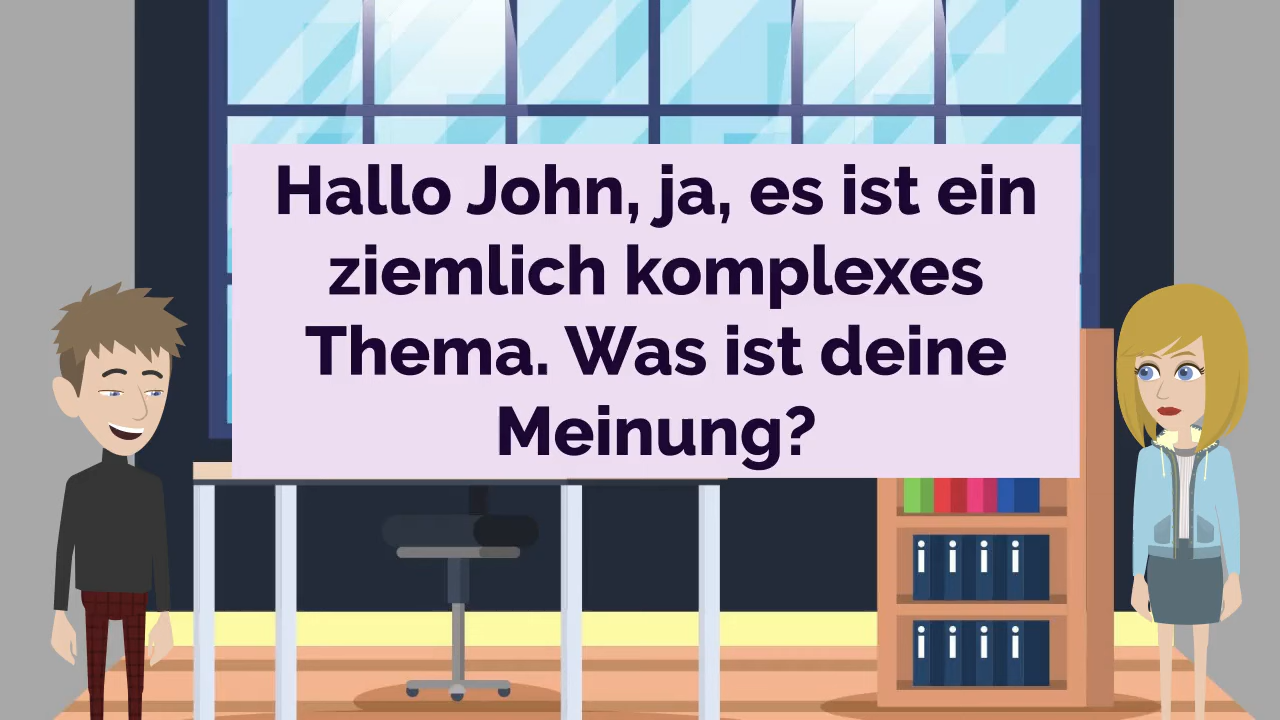 Hallo John, ja, es ist ein
ziemlich komplexes
Thema. Was ist deine
Meinung?